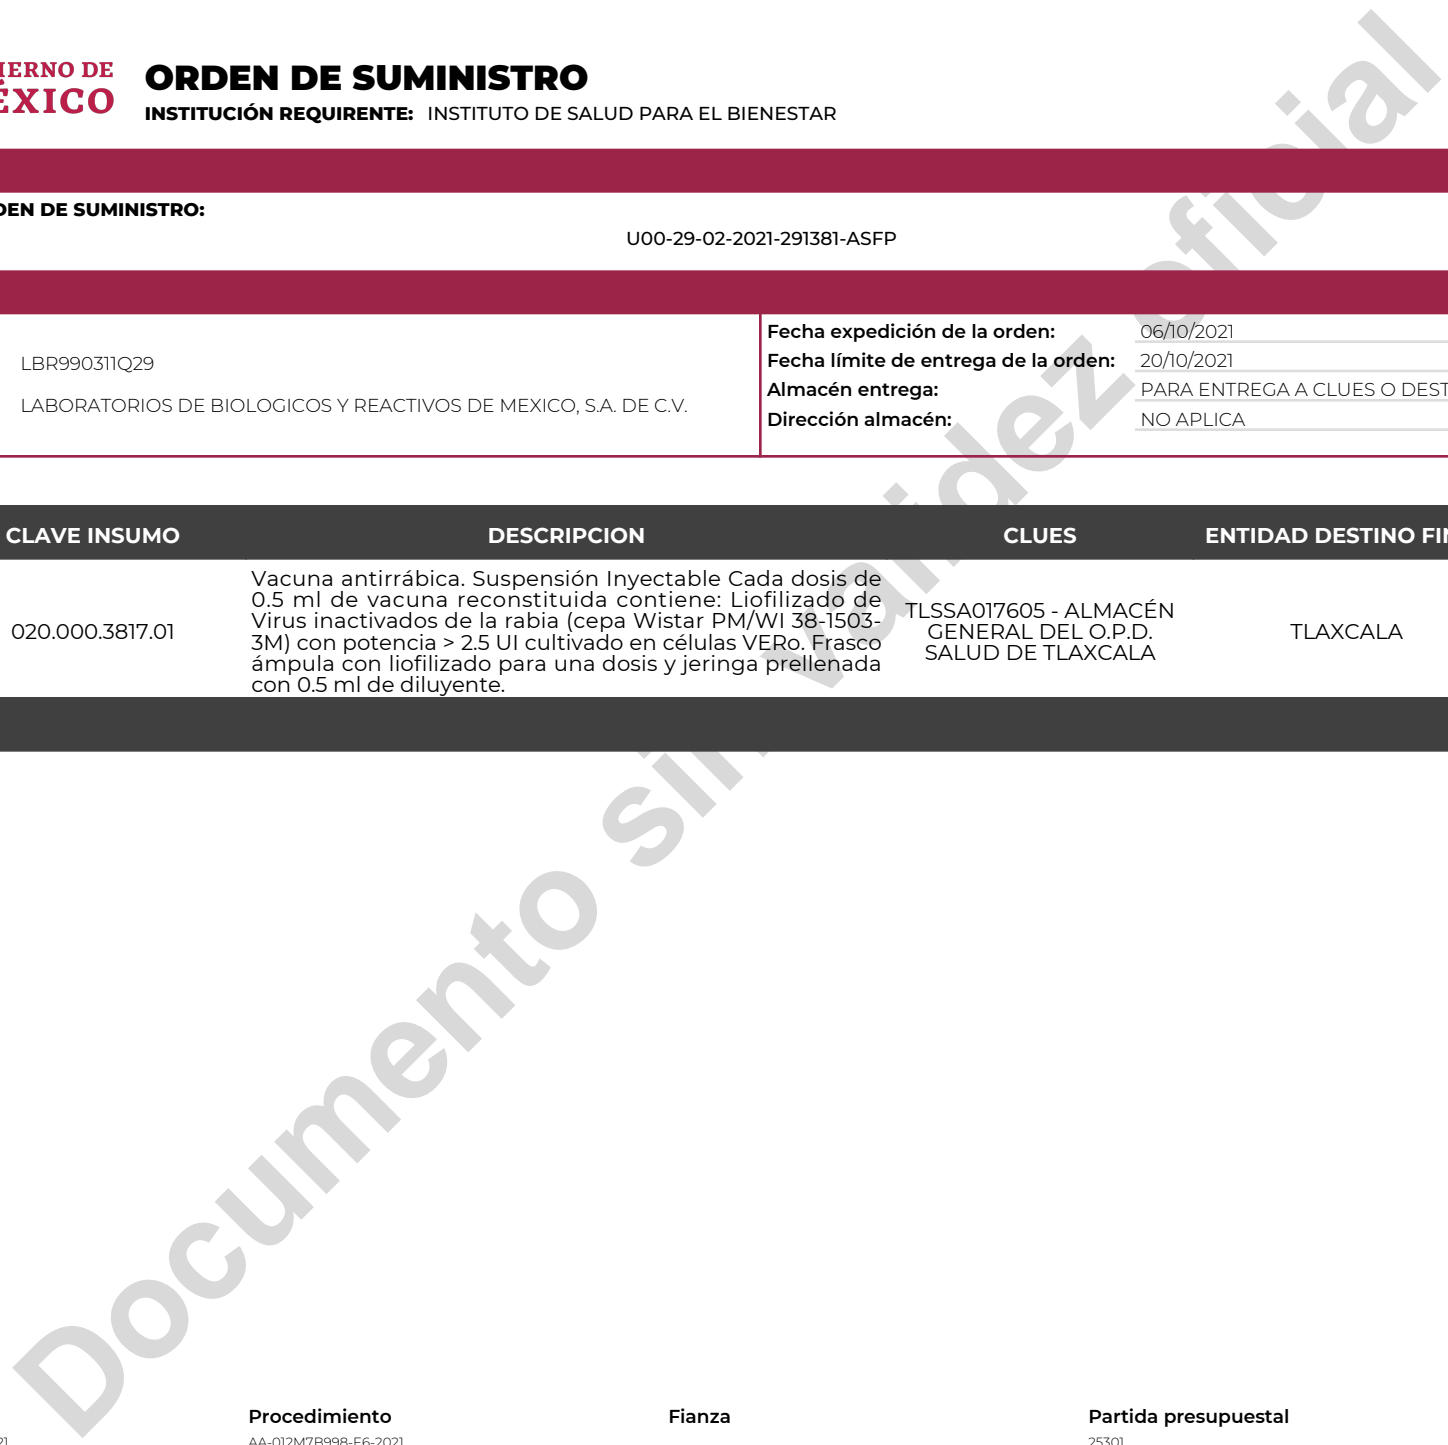 ORDEN DE SUMINISTRO
INSTITUCIÓN REQUIRENTE: INSTITUTO DE SALUD PARA EL BIENESTAR
DE
ÉXICO
DE SUMINISTRO:
U00-29-02-2021-291381-ASFP
LBR990311Q29
LABORATORIOS DE BIOLOGICOS Y REACTIVOS DE MEXICO, S.A. DE C.V.
Fecha expedición de la orden: 06/10/2021
Fecha límite de entrega de la orden: 20/10/2021
Almacén entrega: PARA ENTREGA A CLUES O DEST
Dirección almacén: NO APLICA
CLAVE INSUMO DESCRIPCION CLUES ENTIDAD DESTINO FIN
020.000.3817.01
Vacuna antirrábica. Suspensión Inyectable Cada dosis de
0.5 ml de vacuna reconstituida contiene: Liofilizado de
Virus inactivados de la rabia (cepa Wistar PM/WI 38-1503-
3M) con potencia > 2.5 UI cultivado en células VERo. Frasco
ámpula con liofilizado para una dosis y jeringa prellenada
con 0.5 ml de diluyente.
TLSSA017605 - ALMACÉN
GENERAL DEL O.P.D.
SALUD DE TLAXCALA
TLAXCALA
Documento sin validez oficial
Procedimiento Fianza Partida presupuestal
AA-012M7B998-E6-2021 25301